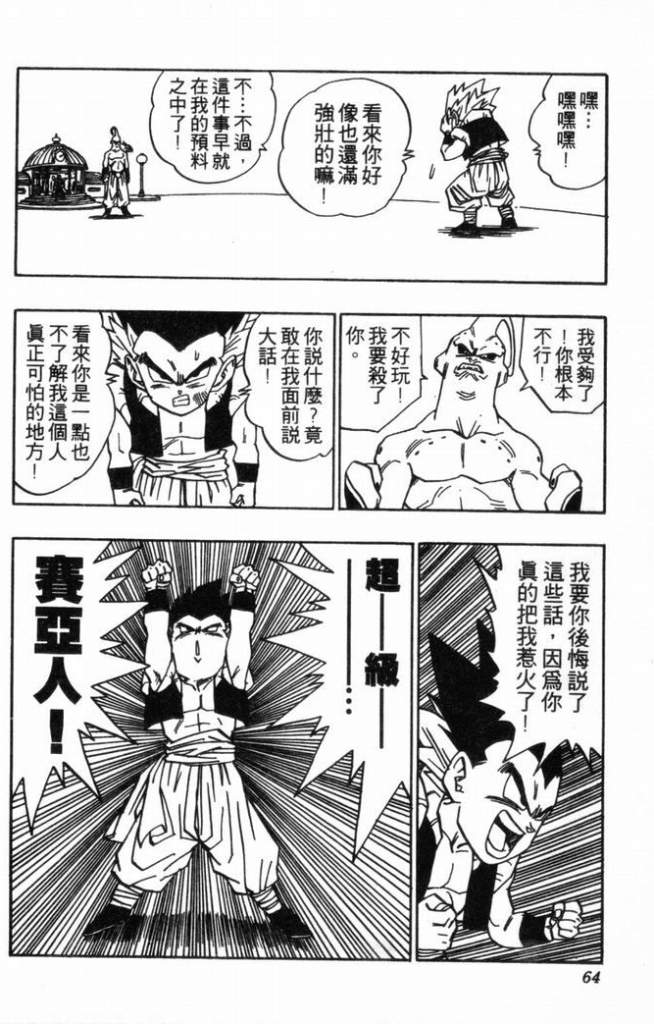 嘿…
嘿嘿嘿！
看來你好
像也還滿
強壯的嘛！
不…不過，
這件事早就
在我的預料
之中了！
我受夠了
！你根本
不行！
不好玩！
我要殺了
你。
你説什麼？竟
敢在我面前説
大話！
看來你是一點也
不了解我這個人
真正可怕的地方！
我要你後悔説了
這些話，因爲你
真的把我惹火了！
超——級——
——……
賽亞人！
64